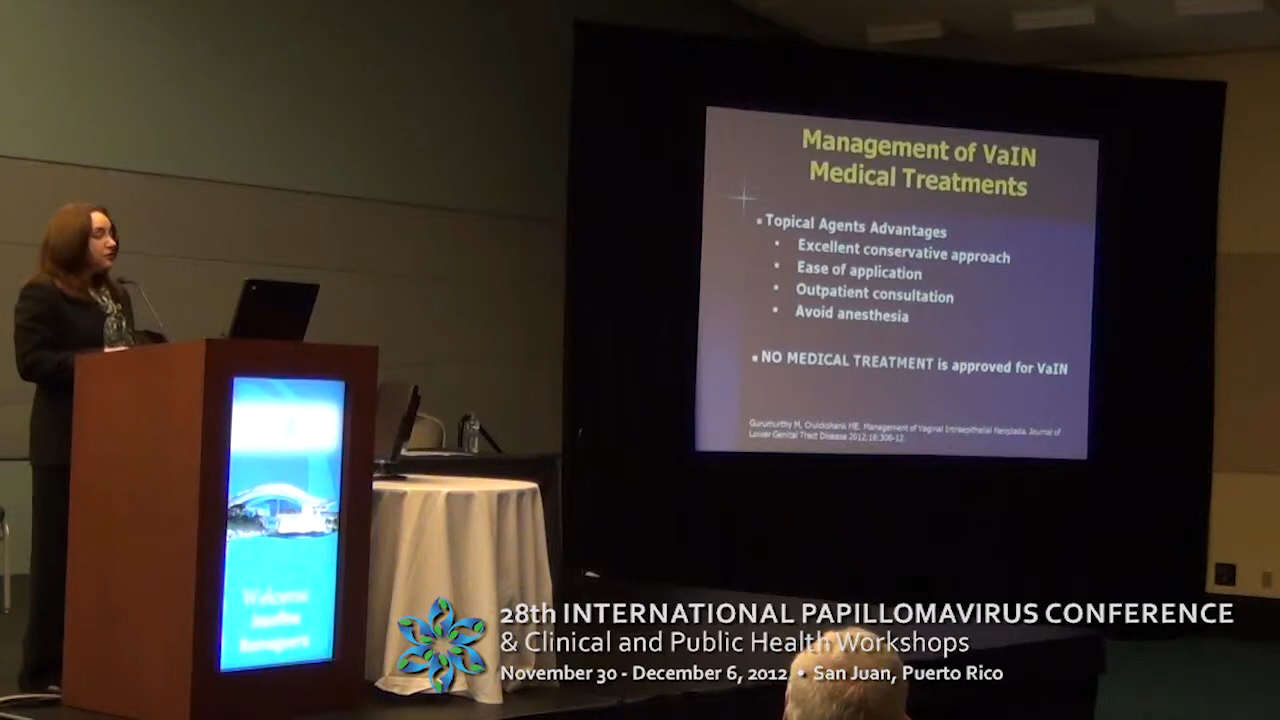 Management of VaIN
Medical Treatments
▪ Topical Agents Advantages
▪ Excellent conservative approach
▪ Ease of application
▪ Outpatient consultation
▪ Avoid anesthesia
▪ NO MEDICAL TREATMENT is approved for VaIN
Gurumurthy M, Cruickshank ME. Management of Vaginal Intraepithelial Neoplasia. Journal of
Lower Genital Tract Disease 2012;16:306-12.
Welcome
28th INTERNATIONAL PAPILLOMAVIRUS CONFERENCE
& Clinical and Public Health Workshops
November 30 - December 6, 2012 • San Juan, Puerto Rico